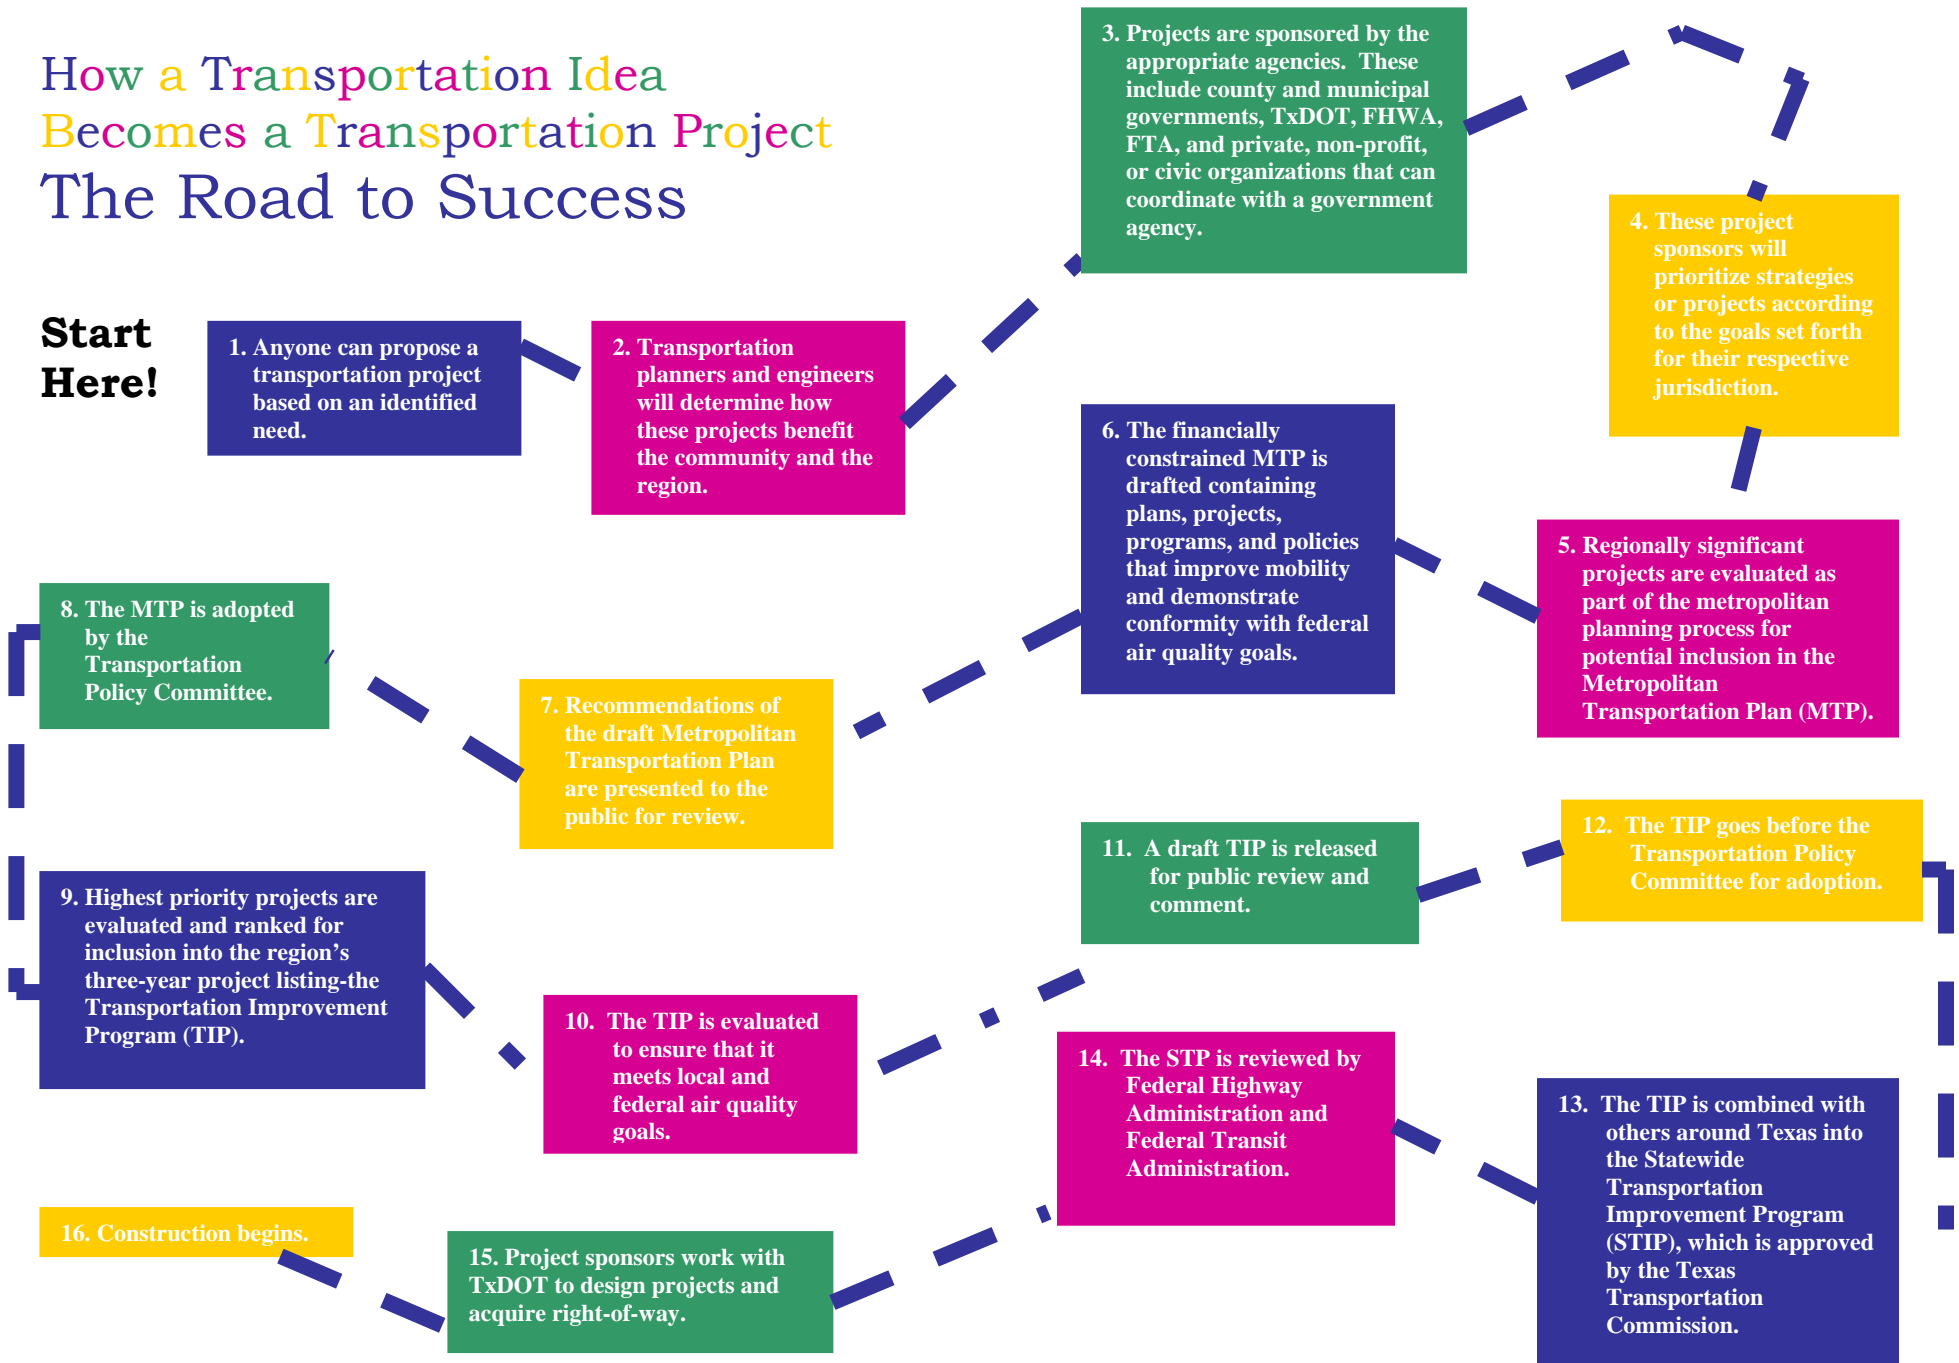 How a Transportation Idea
Becomes a Transportation Project
The Road to Success
Start
Here!
1. Anyone can propose a
transportation project
based on an identified
need.
2. Transportation
planners and engineers
will determine how
these projects benefit
the community and the
region.
3. Projects are sponsored by the
appropriate agencies.  These
include county and municipal
governments, TxDOT, FHWA,
FTA, and private, non-profit,
or civic organizations that can
coordinate with a government
agency.
4. These project
sponsors will
prioritize strategies
or projects according
to the goals set forth
for their respective
jurisdiction.
5. Regionally significant
projects are evaluated as
part of the metropolitan
planning process for
potential inclusion in the
Metropolitan
Transportation Plan (MTP).
6. The financially
constrained MTP is
drafted containing
plans, projects,
programs, and policies
that improve mobility
and demonstrate
conformity with federal
air quality goals.
7. Recommendations of
the draft Metropolitan
Transportation Plan
are presented to the
public for review.
8. The MTP is adopted
by the
Transportation
Policy Committee.
9. Highest priority projects are
evaluated and ranked for
inclusion into the region’s
three-year project listing-the
Transportation Improvement
Program (TIP).
10.  The TIP is evaluated
to ensure that it
meets local and
federal air quality
goals.
11.  A draft TIP is released
for public review and
comment.
12.  The TIP goes before the
Transportation Policy
Committee for adoption.
13.  The TIP is combined with
others around Texas into
the Statewide
Transportation
Improvement Program
(STIP), which is approved
by the Texas
Transportation
Commission.
14.  The STP is reviewed by
Federal Highway
Administration and
Federal Transit
Administration.
15. Project sponsors work with
TxDOT to design projects and
acquire right-of-way.
16. Construction begins.